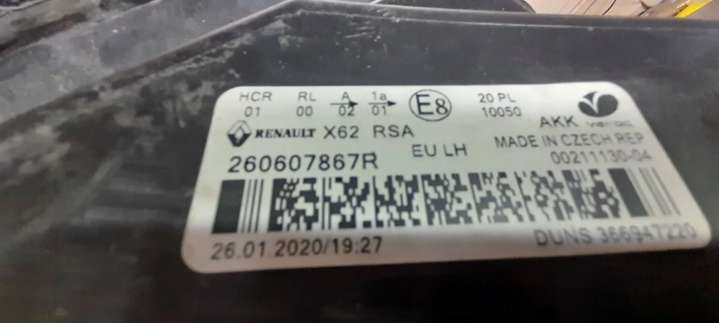 HCR RL A 1a E8 20 PL
01 00 02 01 10050 AKK
RENAULT X62 RSA MADE IN CZECH REP
260607867R EU LH 00211130-04
26.01.2020/19:27 DUNS 366947220